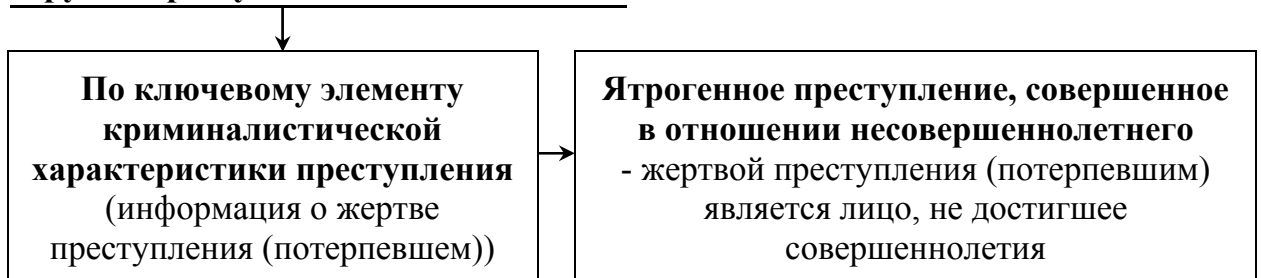 По ключевому элементу
криминалистической
характеристики преступления
(информация о жертве
преступления (потерпевшем))
Ятрогенное преступление, совершенное
в отношении несовершеннолетнего
- жертвой преступления (потерпевшим)
является лицо, не достигшее
совершеннолетия